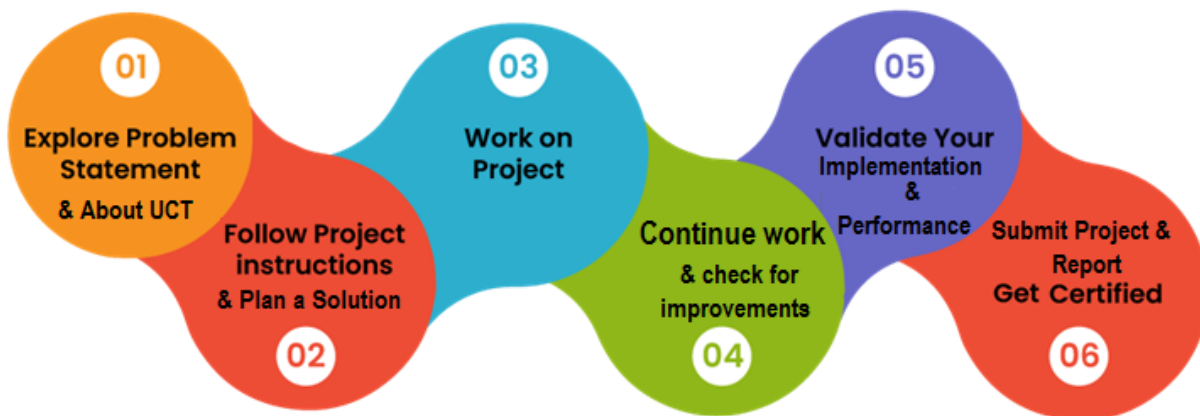 01
Explore Problem
Statement
& About UCT
Follow Project
instructions
& Plan a Solution
02
03
Work on
Project
Continue work
& check for
improvements
04
05
Validate Your
Implementation
&
Performance
Submit Project &
Report
Get Certified
06